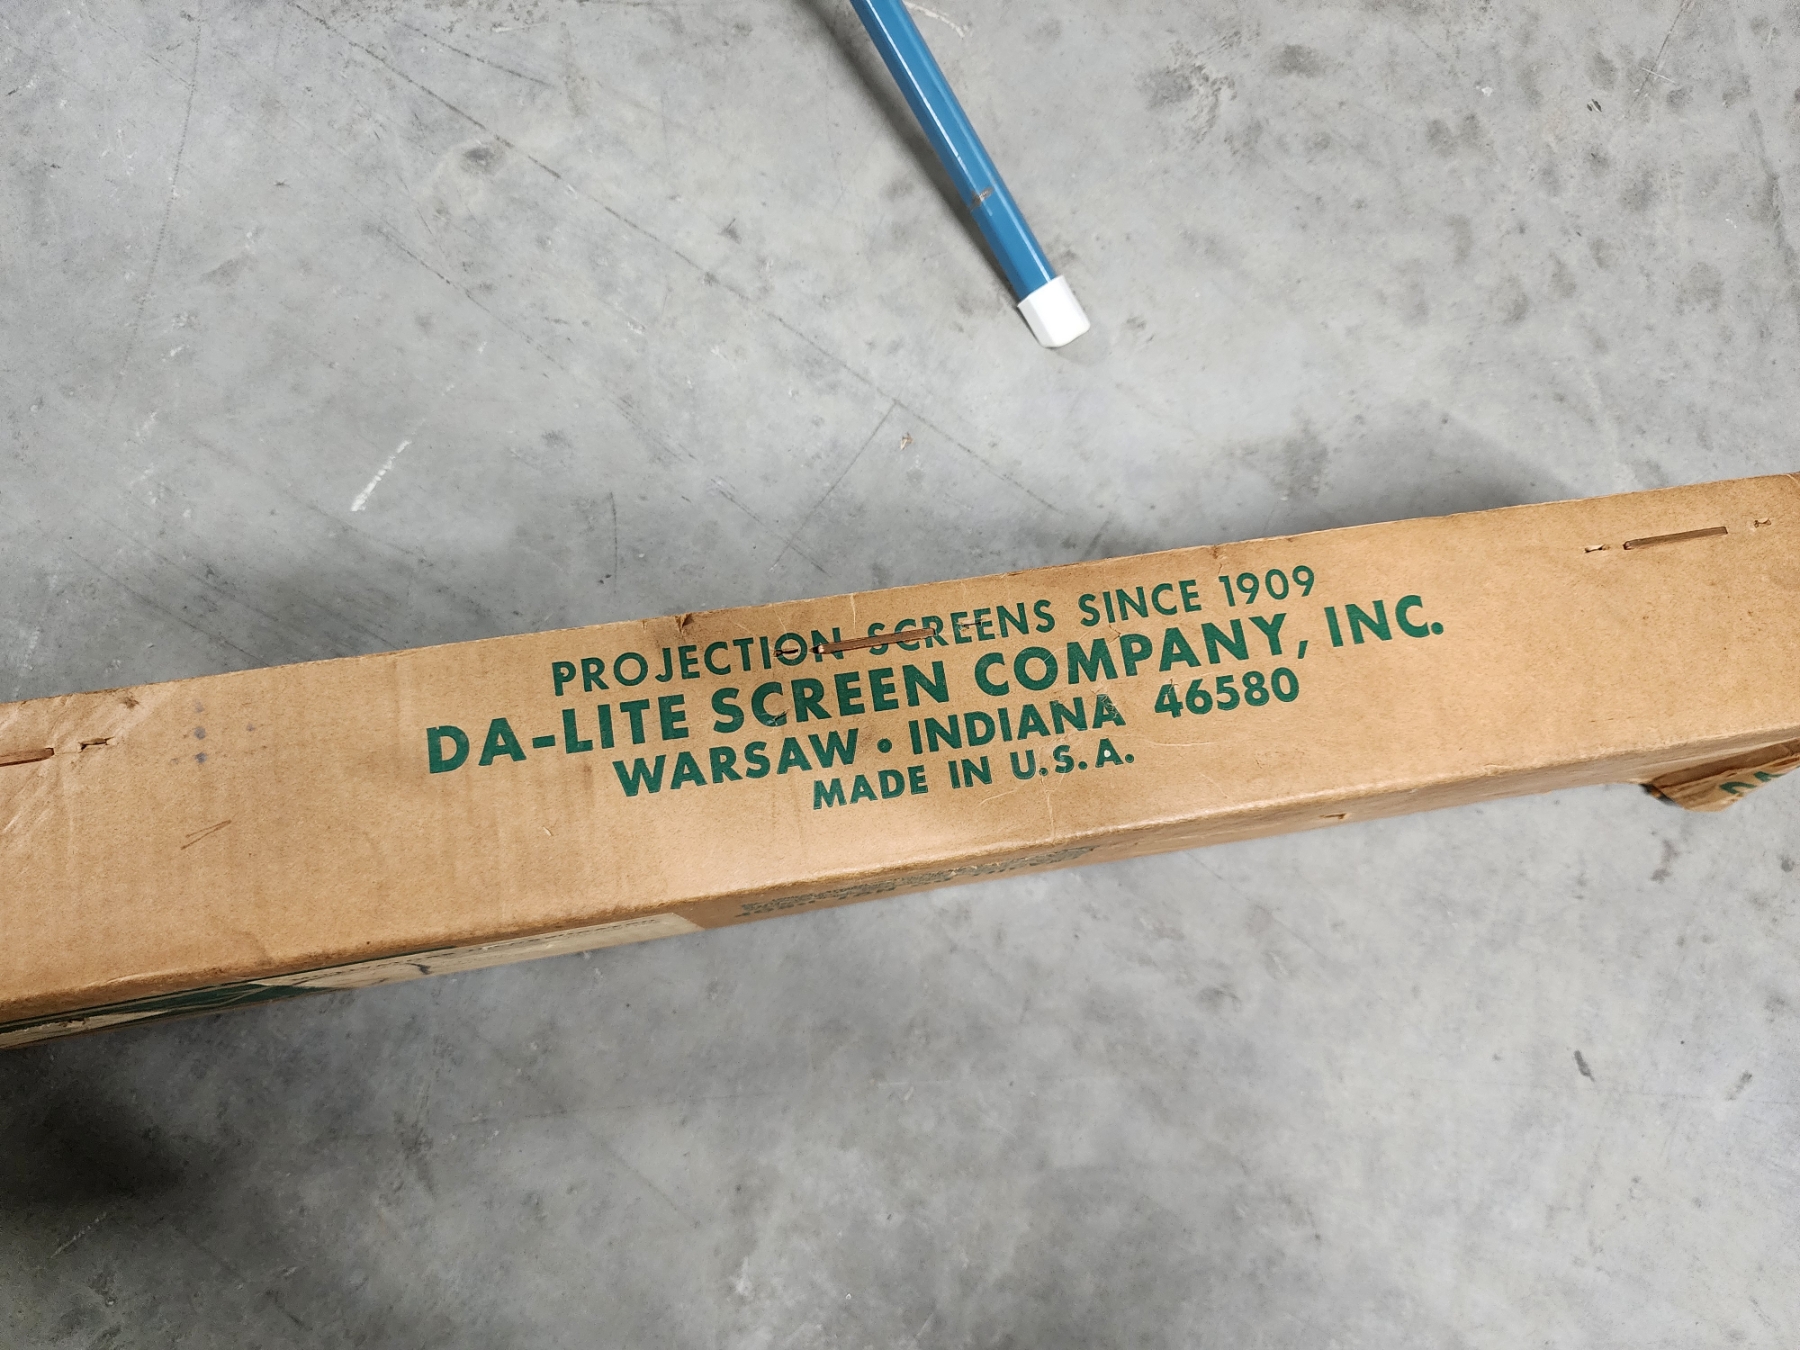 PROJECTION SCREENS SINCE 1909
DA-LITE SCREEN COMPANY, INC.
WARSAW • INDIANA 46580
MADE IN U.S.A.